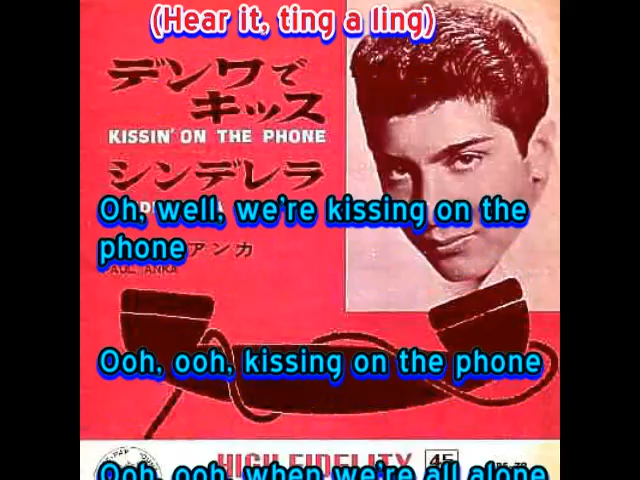 (Hear it, ting a ling)
デンワで
キッス
KISSIN' ON THE PHONE
シンデレラ
Oh, well, we're kissing on the
phone
アンカ
AUL ANKA
Ooh, ooh, kissing on the phone
HIGH FIDELITY 45
Ooh, ooh, when we're all alone